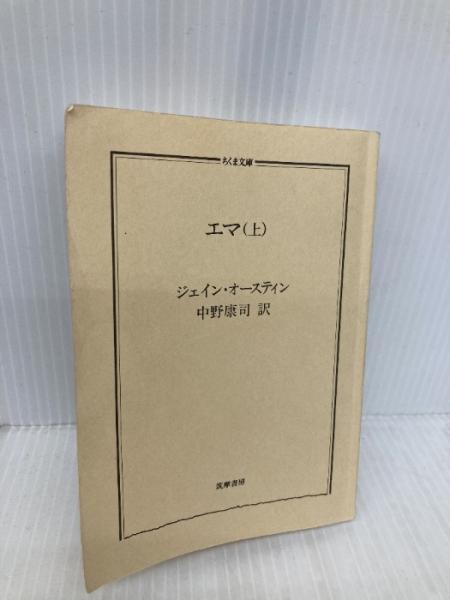 ちくま文庫
エマ(上)
ジェイン・オースティン
中野康司 訳
筑摩書房